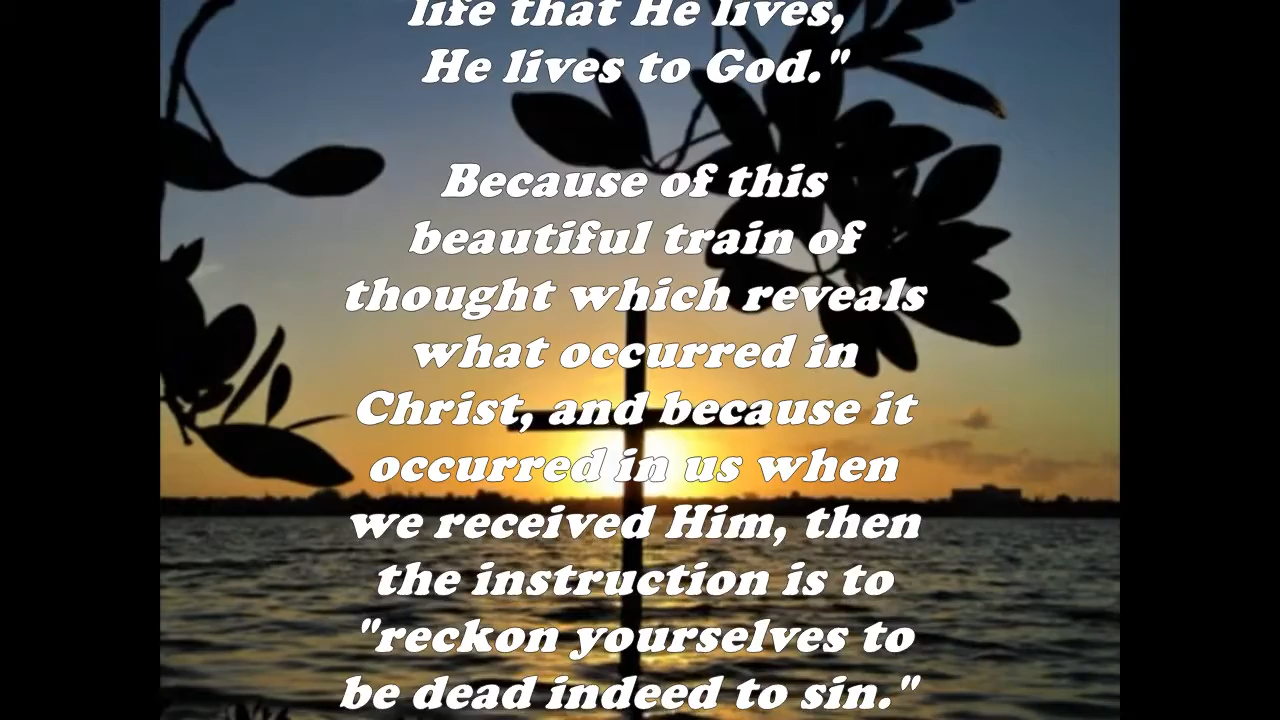 life that He lives,
He lives to God."
Because of this
beautiful train of
thought which reveals
what occurred in
Christ, and because it
occurred in us when
we received Him, then
the instruction is to
"reckon yourselves to
be dead indeed to sin."